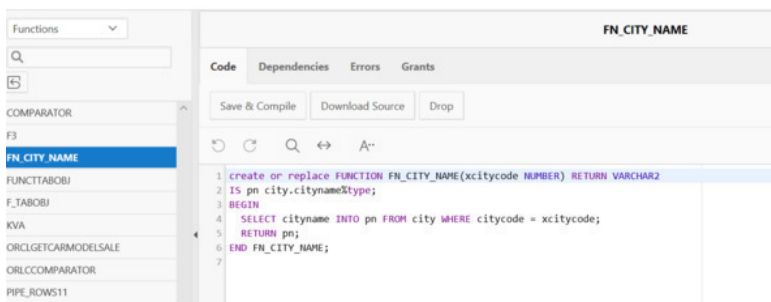 Functions
FN_CITY_NAME
Code Dependencies Errors Grants
Save & Compile Download Source Drop
A··
COMPARATOR
F3
FN_CITY_NAME
FUNCTTABOBJ
F_TABOBJ
KVA
ORCLGETCARMODELSALE
ORLCCOMPARATOR
PIPE_ROWS11
1 create or replace FUNCTION FN_CITY_NAME(xcitycode NUMBER) RETURN VARCHAR2
2 IS pn city.cityname%type;
3 BEGIN
4 SELECT cityname INTO pn FROM city WHERE citycode = xcitycode;
5 RETURN pn;
6 END FN_CITY_NAME;
7